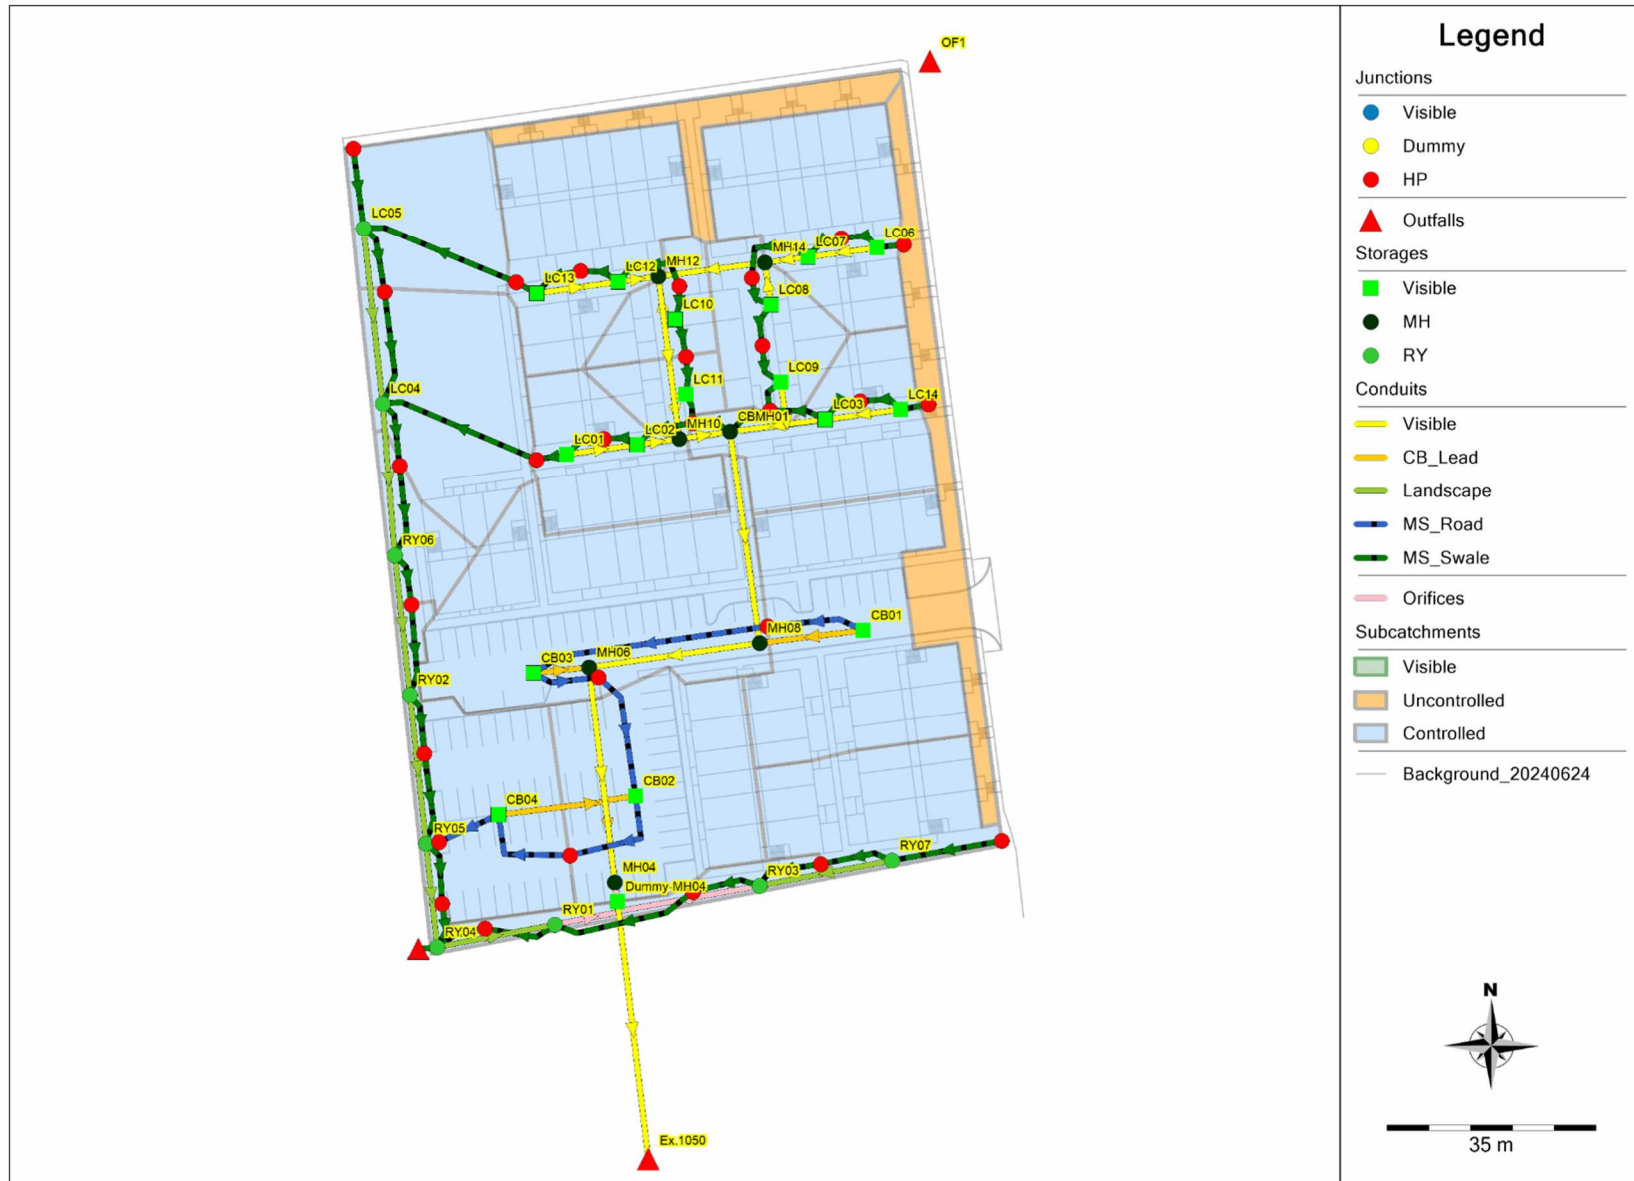 OF1
LC05
LC13
LC12
MH12
MH14
LC07
LC06
LC10
LC08
LC04
LC11
LC09
LC01
LC02
MH10
CBMH01
LC03
LC14
RY06
RY02
CB03
MH06
MH08
CB01
CB04
CB02
RY05
MH04
Dummy-MH04
RY03
RY07
RY04
RY01
Ex.1050
Legend
Junctions
Visible
Dummy
HP
Outfalls
Storages
Visible
MH
RY
Conduits
Visible
CB_Lead
Landscape
MS_Road
MS_Swale
Orifices
Subcatchments
Visible
Uncontrolled
Controlled
Background_20240624
N
35 m